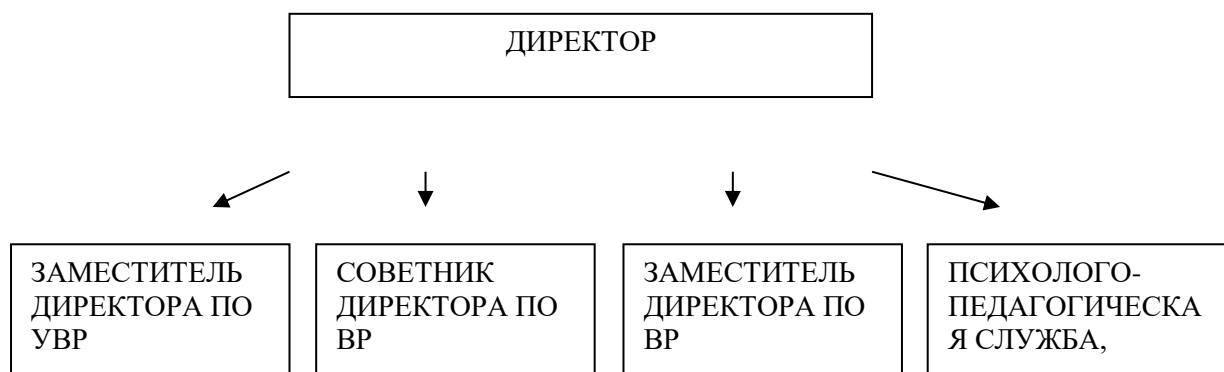 ДИРЕКТОР
ЗАМЕСТИТЕЛЬ
ДИРЕКТОРА ПО
УВР
СОВЕТНИК
ДИРЕКТОРА ПО
ВР
ЗАМЕСТИТЕЛЬ
ДИРЕКТОРА ПО
ВР
ПСИХОЛОГО-
ПЕДАГОГИЧЕСКА
Я СЛУЖБА,